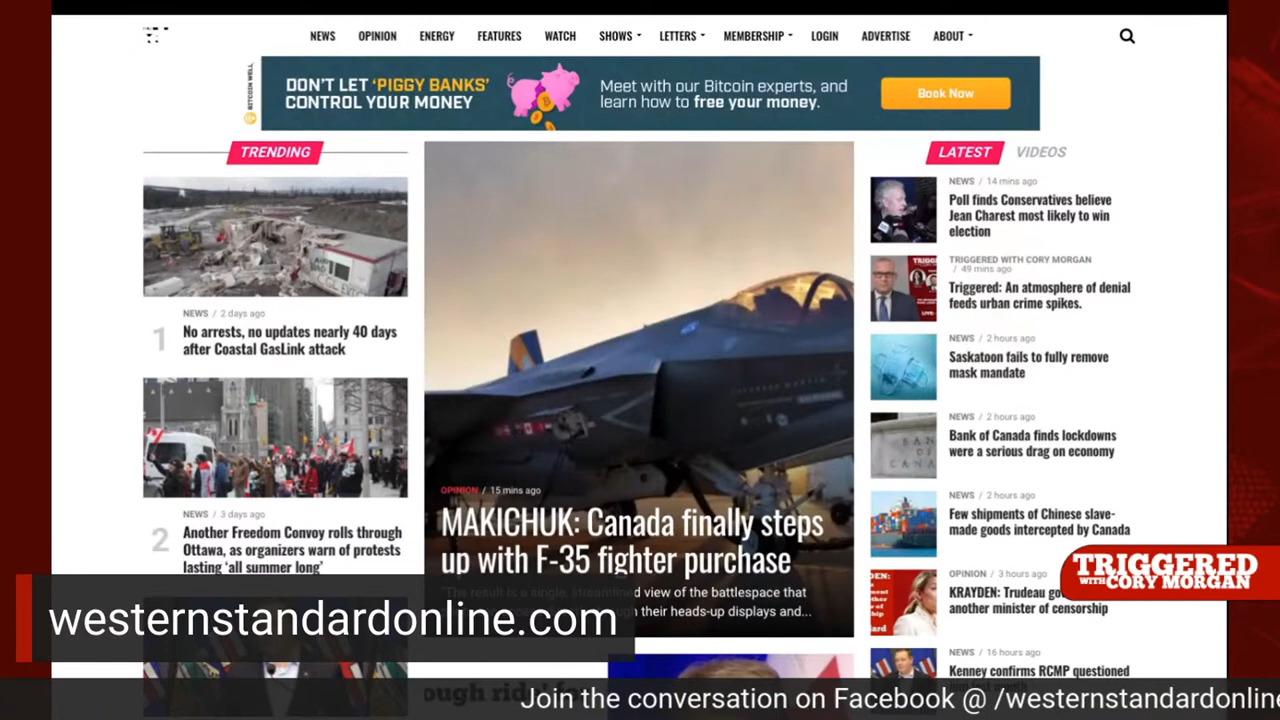 NEWS OPINION ENERGY FEATURES WATCH SHOWS LETTERS MEMBERSHIP LOGIN ADVERTISE ABOUT
BITCOIN WELL
DON'T LET 'PIGGY BANKS'
CONTROL YOUR MONEY
Meet with our Bitcoin experts, and
learn how to free your money.
Book Now
TRENDING
NEWS / 2 days ago
1
No arrests, no updates nearly 40 days
after Coastal GasLink attack
NEWS / 3 days ago
2
Another Freedom Convoy rolls through
Ottawa, as organizers warn of protests
lasting 'all summer long'
OPINION / 15 mins ago
MAKICHUK: Canada finally steps
up with F-35 fighter purchase
"The result is a single, streamlined view of the battlespace that
their heads-up displays and...
LATEST VIDEOS
NEWS / 14 mins ago
Poll finds Conservatives believe
Jean Charest most likely to win
election
TRIGGERED WITH CORY MORGAN
/ 49 mins ago
Triggered: An atmosphere of denial
feeds urban crime spikes.
NEWS / 2 hours ago
Saskatoon fails to fully remove
mask mandate
NEWS / 2 hours ago
Bank of Canada finds lockdowns
were a serious drag on economy
NEWS / 2 hours ago
Few shipments of Chinese slave-
made goods intercepted by Canada
OPINION / 3 hours ago
KRAYDEN: Trudeau
another minister of censorship
NEWS / 16 hours ago
Kenney confirms RCMP questioned
TRIGGERED
WITH CORY MORGAN
westernstandardonline.com
Join the conversation on Facebook @ /westernstandardonline